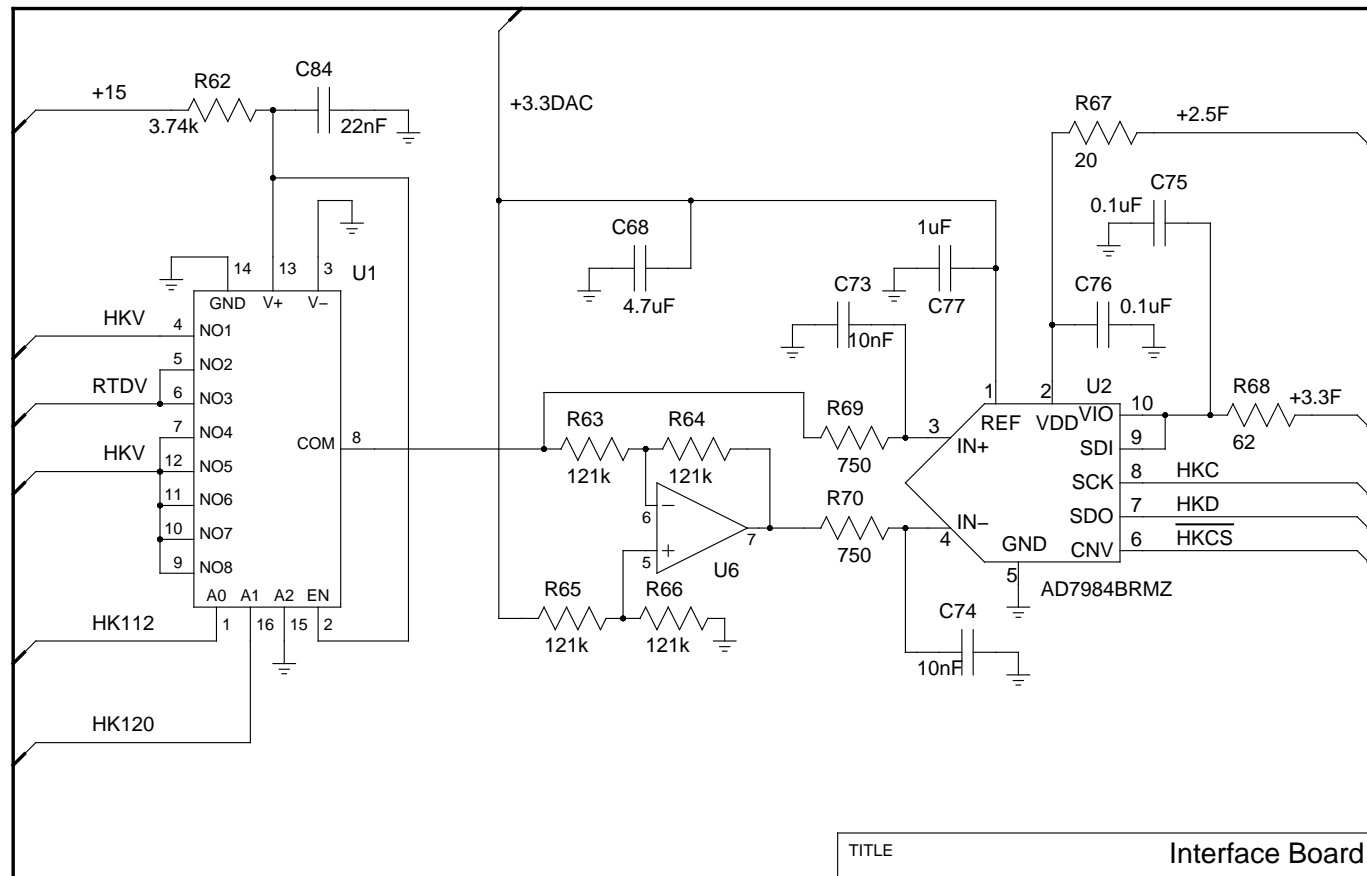 +15
R62
3.74k
C84
22nF
+3.3DAC
R67
20
+2.5F
C75
0.1uF
C76
0.1uF
C68
4.7uF
1uF
C77
C73
10nF
14
13
3
U1
GND
V+
V−
HKV
4
NO1
5
NO2
RTDV
6
NO3
7
NO4
HKV
12
NO5
11
NO6
10
NO7
9
NO8
COM
8
A0
A1
A2
EN
1
16
15
2
HK112
HK120
R63
121k
R64
121k
6
−
5
+
7
U6
R65
121k
R66
121k
R69
750
R70
750
C74
10nF
1
2
U2
REF
VDD
VIO
10
R68
62
+3.3F
3
IN+
SDI
9
SCK
8
HKC
SDO
7
HKD
IN−
4
CNV
6
HKCS
GND
5
AD7984BRMZ
TITLE
Interface Board